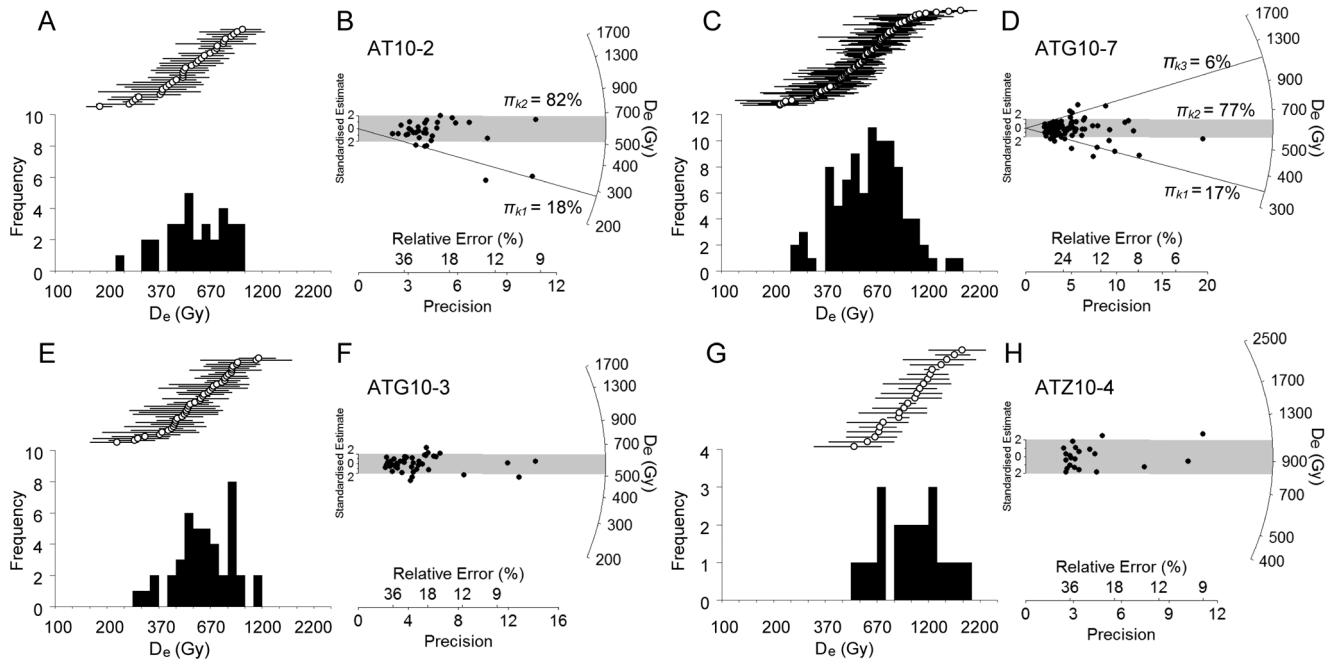 A
10
8
6
4
2
0
Frequency
100 200 370 670 1200 2200
De (Gy)
B
AT10-2
Standardised Estimate
2
0
2
πk2 = 82%
πk1 = 18%
1700
1300
900
700
600
500
400
300
200
De (Gy)
Relative Error (%)
36 18 12 9
0 3 6 9 12
Precision
C
12
10
8
6
4
2
0
Frequency
100 200 370 670 1200 2200
De (Gy)
D
ATG10-7
Standardised Estimate
2
0
2
πk3 = 6%
πk2 = 77%
πk1 = 17%
1700
1300
900
700
600
500
400
300
De (Gy)
Relative Error (%)
24 12 8 6
0 5 10 15 20
Precision
E
10
8
6
4
2
0
Frequency
100 200 370 670 1200 2200
De (Gy)
F
ATG10-3
Standardised Estimate
2
0
2
1700
1300
900
700
600
500
400
300
200
De (Gy)
Relative Error (%)
36 18 12 9
0 4 8 12 16
Precision
G
4
3
2
1
0
Frequency
100 200 370 670 1200 2200
De (Gy)
H
ATZ10-4
Standardised Estimate
2
0
2
2500
1700
1300
900
700
500
400
De (Gy)
Relative Error (%)
36 18 12 9
0 3 6 9 12
Precision